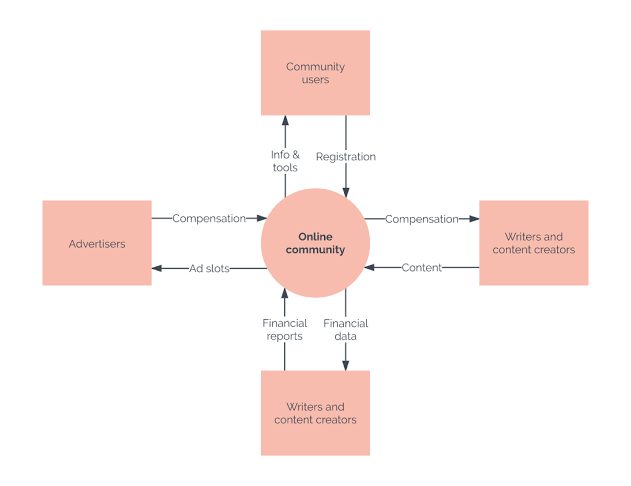 Community
users
Info &
tools
Registration
Compensation
Compensation
Advertisers
Online
community
Writers and
content creators
Ad slots
Content
Financial
reports
Financial
data
Writers and
content creators